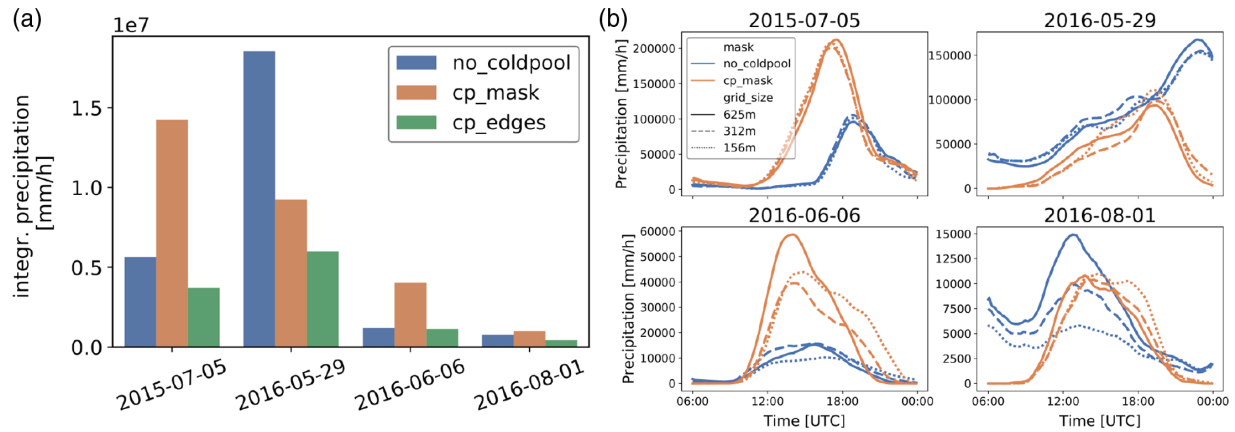 (a)
1e7
1.5
1.0
0.5
0.0
integr. precipitation
[mm/h]
no_coldpool
cp_mask
cp_edges
2015-07-05
2016-05-29
2016-06-06
2016-08-01
(b)
2015-07-05
200000
150000
100000
50000
0
Precipitation [mm/h]
mask
no_coldpool
cp_mask
grid_size
625m
312m
156m
12:00
18:00
2016-05-29
150000
100000
50000
0
2016-06-06
60000
50000
40000
30000
20000
10000
0
Precipitation [mm/h]
06:00
12:00
18:00
00:00
Time [UTC]
2016-08-01
15000
12500
10000
7500
5000
2500
0
06:00
12:00
18:00
00:00
Time [UTC]